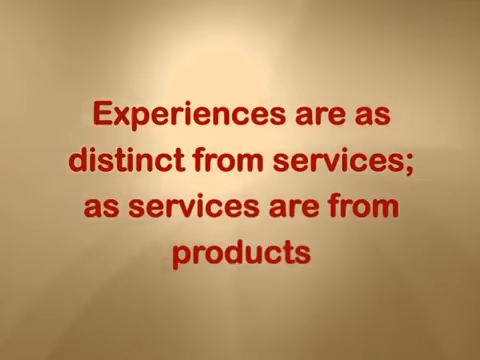 Experiences are as
distinct from services;
as services are from
products